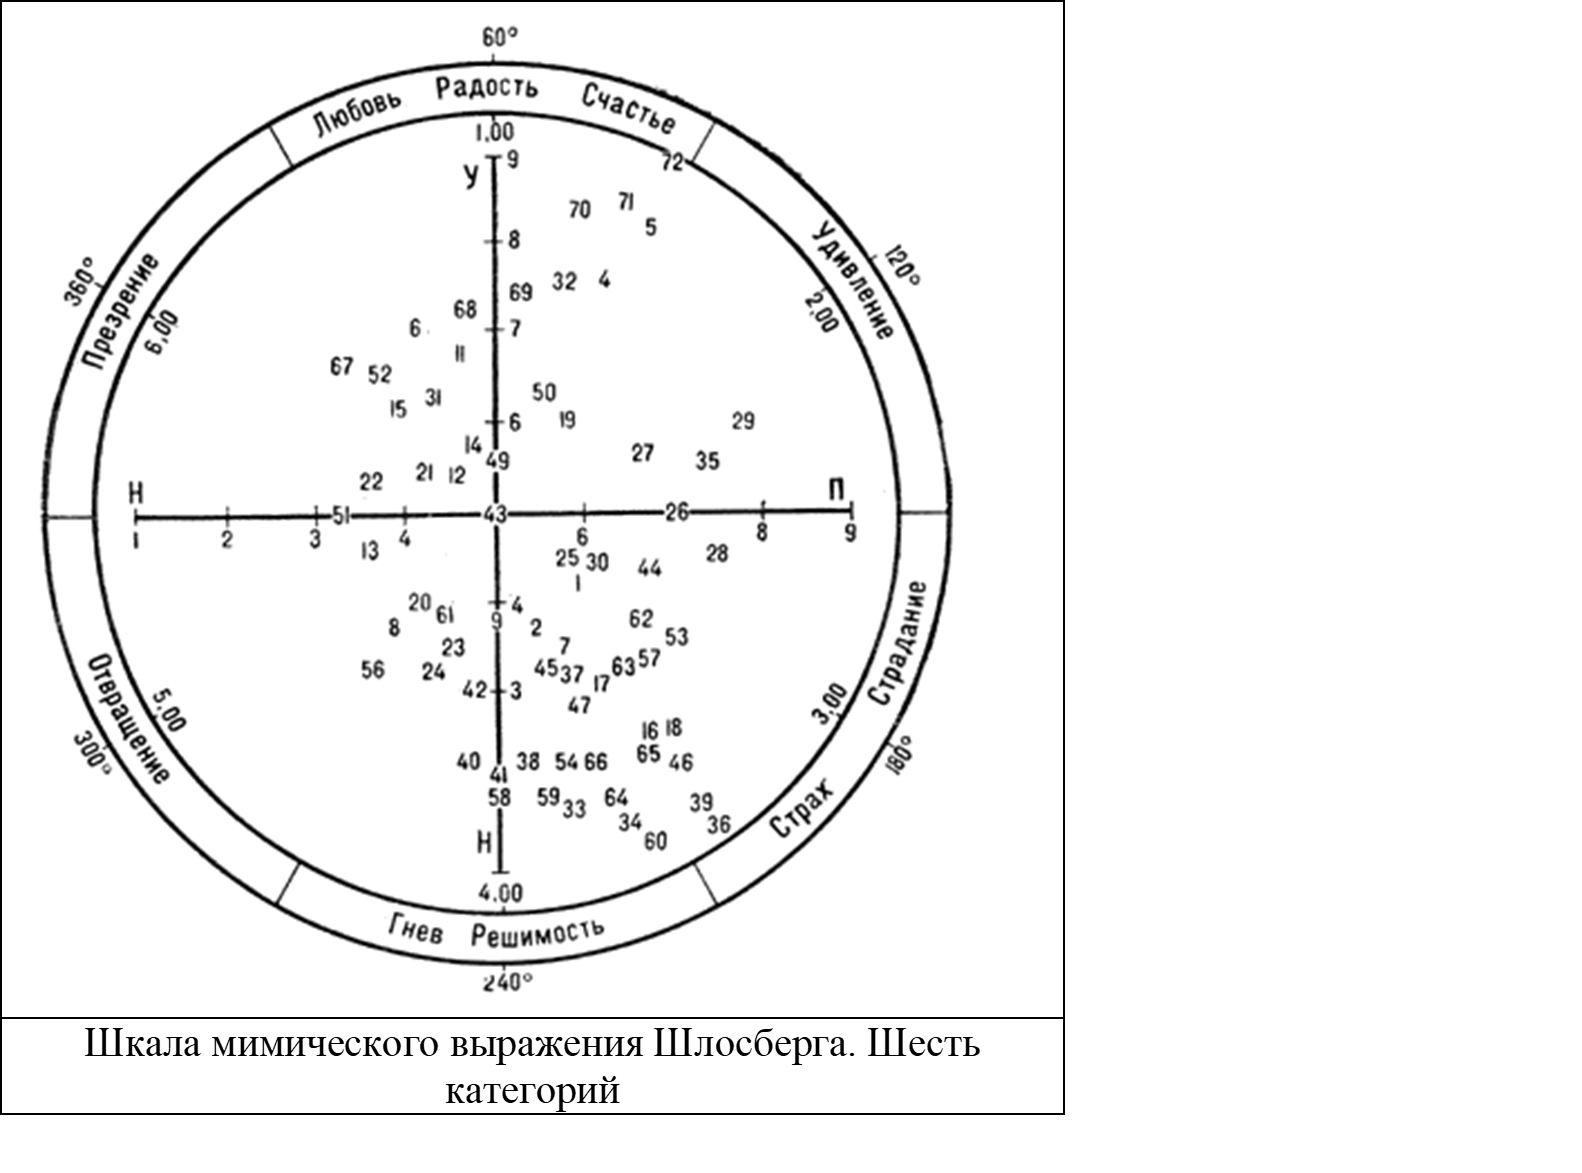 60°
Любовь Радость Счастье
1.00
9
У
72
70 71 5
8
Удивление
120°
2,00
360°
Презрение
6,00
69 32 4
68
6
7
11
67 52
31
15
50
19
6
29
14
49
27 35
22 21 12
Н
П
51 43 26
1 2 3 4 6 8 9
13
25 30 44 28
1
20 61
4
9
8
2
62
53
23
7
56 24
45 37 63 57
17
42
3
47
16 18
65 46
40 41 38 54 66
58 59 33 64 39
34 36
60
Н
4.00
Страдание
3,00
180°
Страх
Отвращение
5,00
300°
Гнев Решимость
240°
Шкала мимического выражения Шлосберга. Шесть
категорий